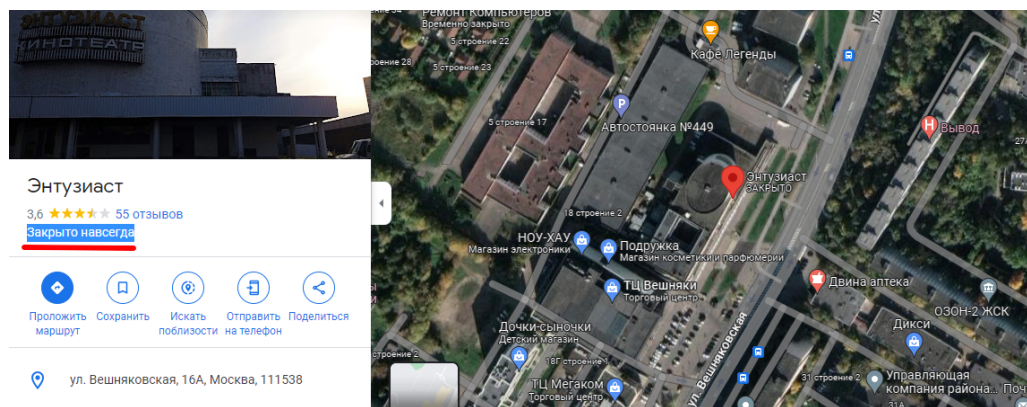 ЭНТУЗИАСТ
КИНОТЕАТР
Энтузиаст
3,6
55 отзывов
Закрыто навсегда
Проложить маршрут
Сохранить
Искать поблизости
Отправить на телефон
Поделиться
ул. Вешняковская, 16А, Москва, 111538
Ремонт Компьютеров
Временно закрыто
5 строение 22
5 строение 23
5 строение 17
Кафе Легенды
Автостоянка №449
Вывод
27/
Энтузиаст
ЗАКРЫТО
18 строение 2
НОУ-ХАУ
Магазин электроники
Подружка
Магазин косметики и парфюмерии
ТЦ Вешняки
Торговый центр
Двина аптека
ОЗОН-2 ЖСК
Дикси
Дочки-сыночки
Детский магазин
18Г строение 1
ТЦ Мегаком
Торговый центр
ул. Вешняковская
31 строение 2
Управляющая
компания района...
31А